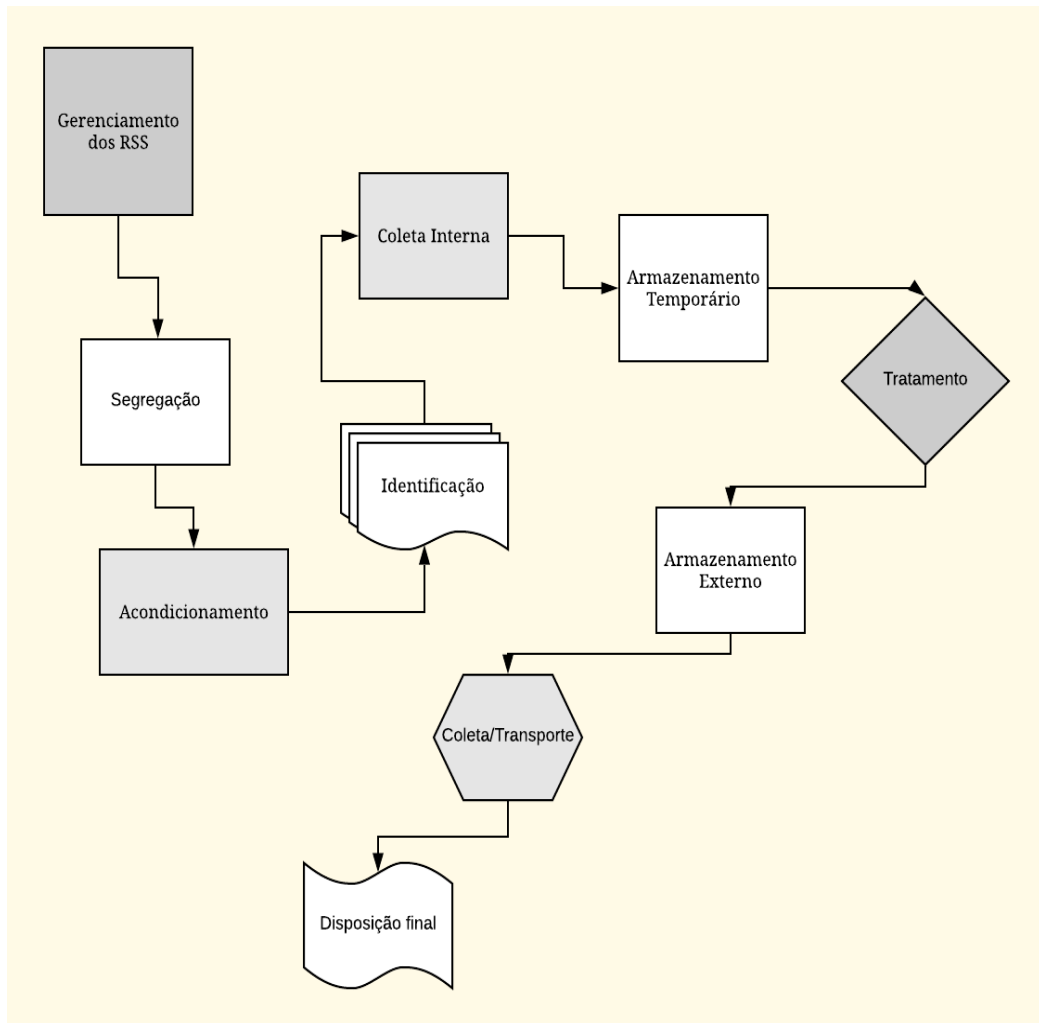 Gerenciamento
dos RSS
Segregação
Acondicionamento
Identificação
Coleta Interna
Armazenamento
Temporário
Tratamento
Armazenamento
Externo
Coleta/Transporte
Disposição final